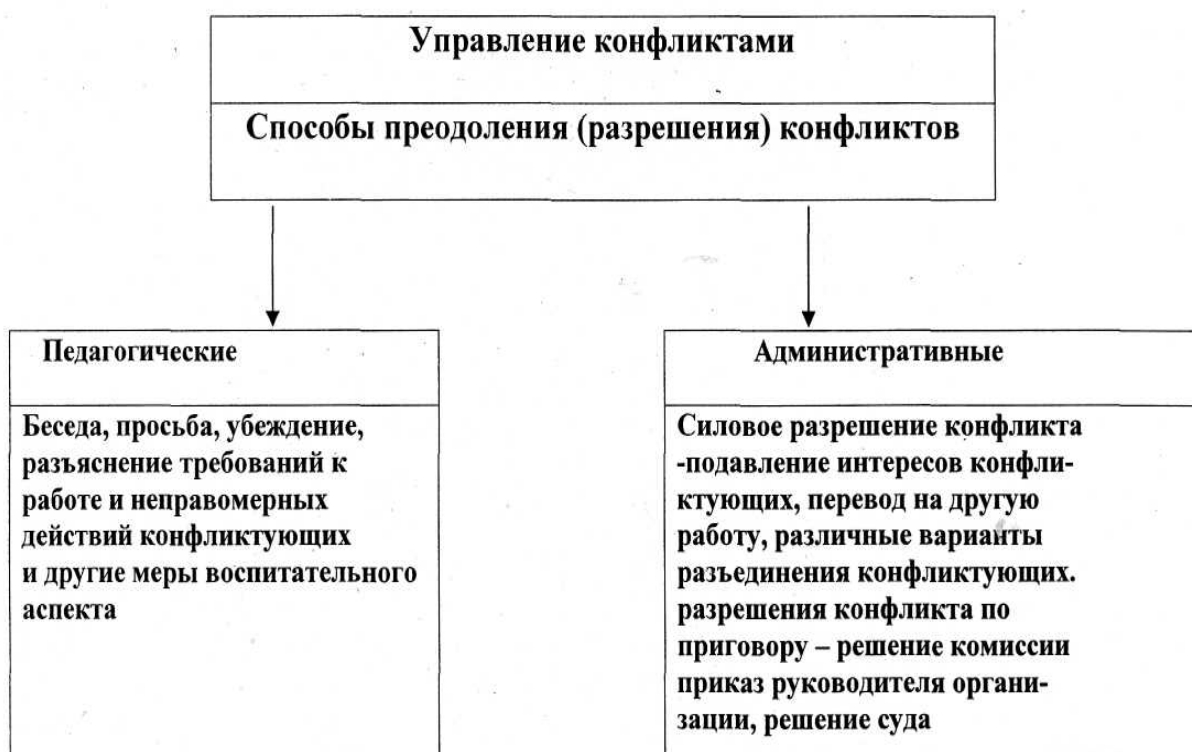 Управление конфликтами
Способы преодоления (разрешения) конфликтов
Педагогические
Беседа, просьба, убеждение,
разъяснение требований к
работе и неправомерных
действий конфликтующих
и другие меры воспитательного
аспекта
Административные
Силовое разрешение конфликта
-подавление интересов конфли-
ктующих, перевод на другую
работу, различные варианты
разъединения конфликтующих.
разрешения конфликта по
приговору – решение комиссии
приказ руководителя органи-
зации, решение суда